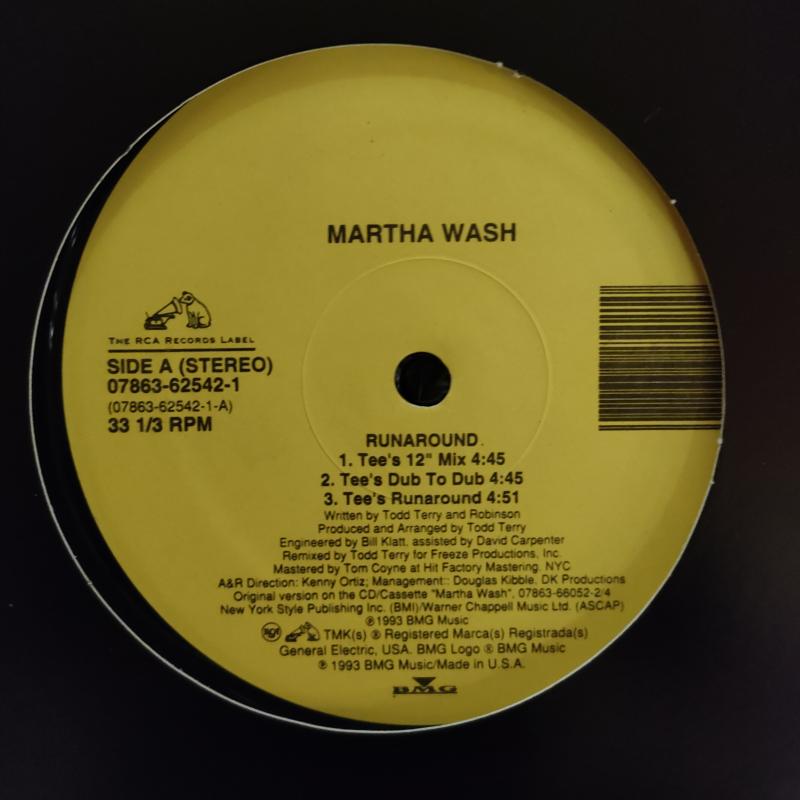 MARTHA WASH
THE RCA RECORDS LABEL
SIDE A (STEREO)
07863-62542-1
(07863-62542-1-A)
33 1/3 RPM
RUNAROUND
1. Tee's 12" Mix 4:45
2. Tee's Dub To Dub 4:45
3. Tee's Runaround 4:51
Written by Todd Terry and Robinson
Produced and Arranged by Todd Terry
Engineered by Bill Klatt, assisted by David Carpenter
Remixed by Todd Terry for Freeze Productions, Inc.
Mastered by Tom Coyne at Hit Factory Mastering, NYC
A&R Direction: Kenny Ortiz; Management: Douglas Kibble, DK Productions
Original version on the CD/Cassette "Martha Wash", 07863-66052-2/4
New York Style Publishing Inc. (BMI)/Warner Chappell Music Ltd. (ASCAP)
℗ 1993 BMG Music
RCA TMK(s) ® Registered Marca(s) Registrada(s)
General Electric, USA. BMG Logo ® BMG Music
℗ 1993 BMG Music/Made in U.S.A.
BMG